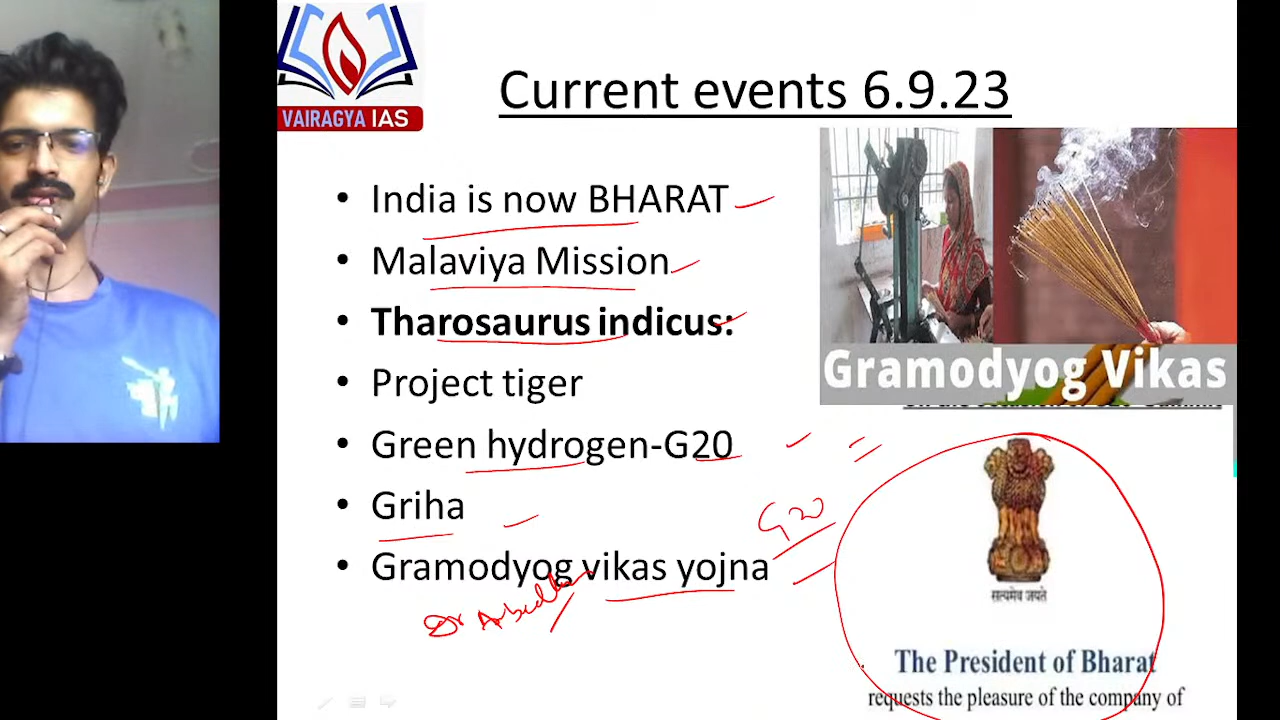 VAIRAGYA IAS
Current events 6.9.23
• India is now BHARAT
• Malaviya Mission
• Tharosaurus indicus:
• Project tiger
• Green hydrogen-G20
• Griha
• Gramodyog vikas yojna
Gramodyog Vikas
G20
सत्यमेव जयते
The President of Bharat
requests the pleasure of the company of